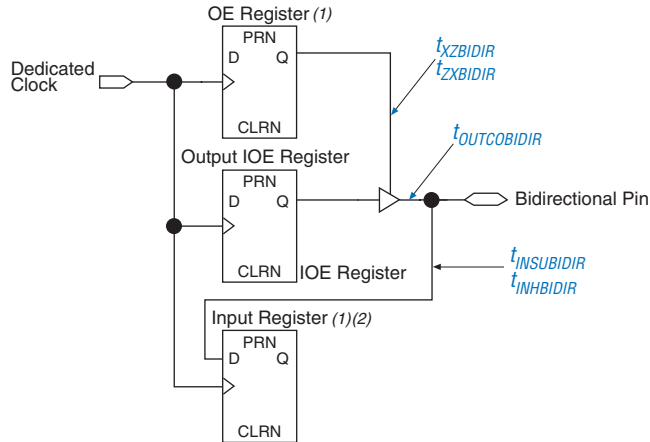 OE Register (1)
PRN
D Q
CLRN
Dedicated
Clock
tXZBIDIR
tZXBIDIR
tOUTCOBIDIR
Output IOE Register
PRN
D Q
CLRN
Bidirectional Pin
IOE Register
tINSUBIDIR
tINHBIDIR
Input Register (1)(2)
PRN
D Q
CLRN